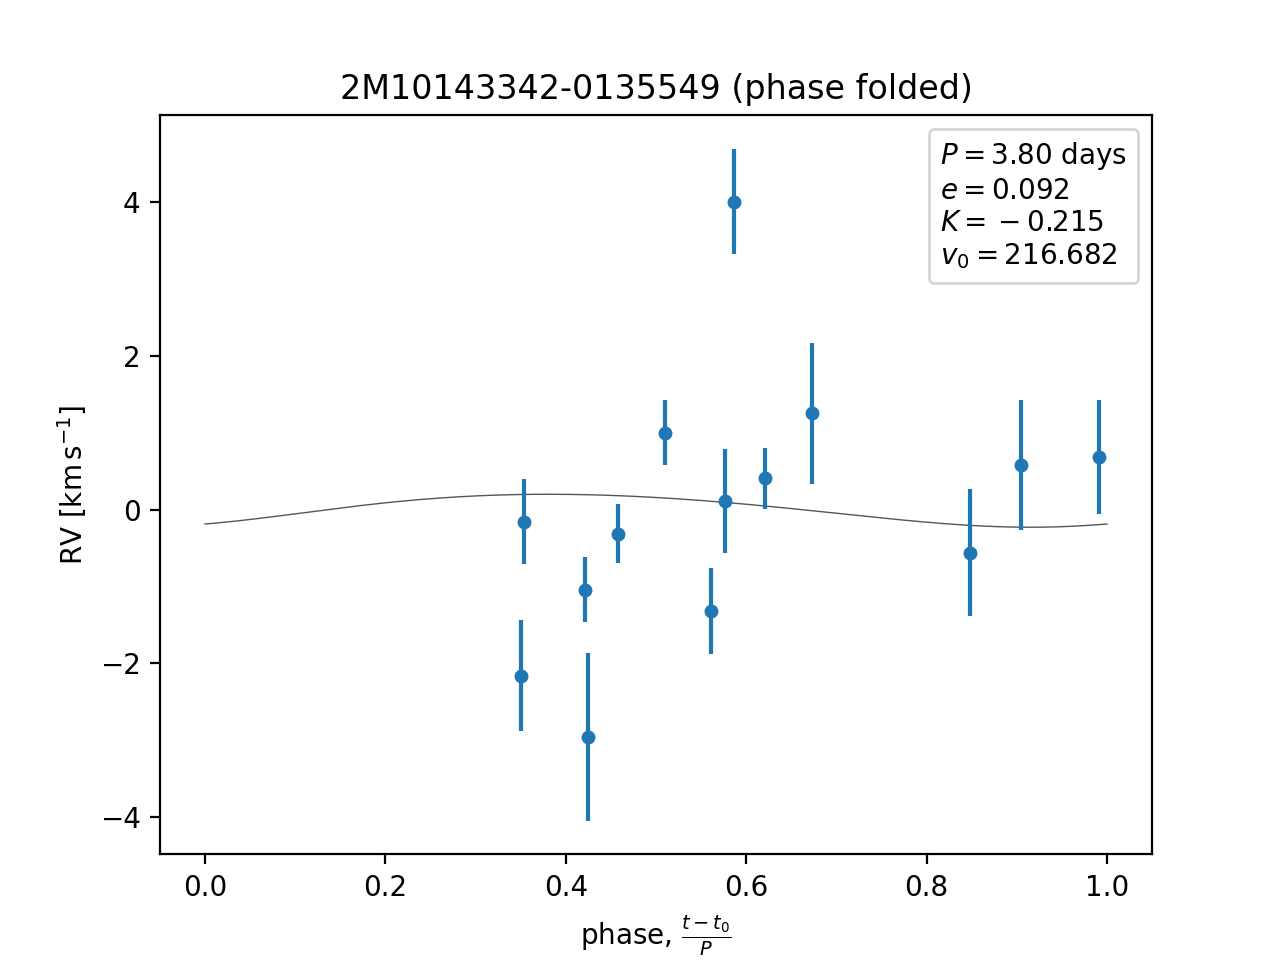 2M10143342-0135549 (phase folded)
P = 3.80 days
e = 0.092
K = −0.215
v₀ = 216.682
4
2
0
−2
−4
RV [km s⁻¹]
0.0 0.2 0.4 0.6 0.8 1.0
phase, (t − t₀)/P